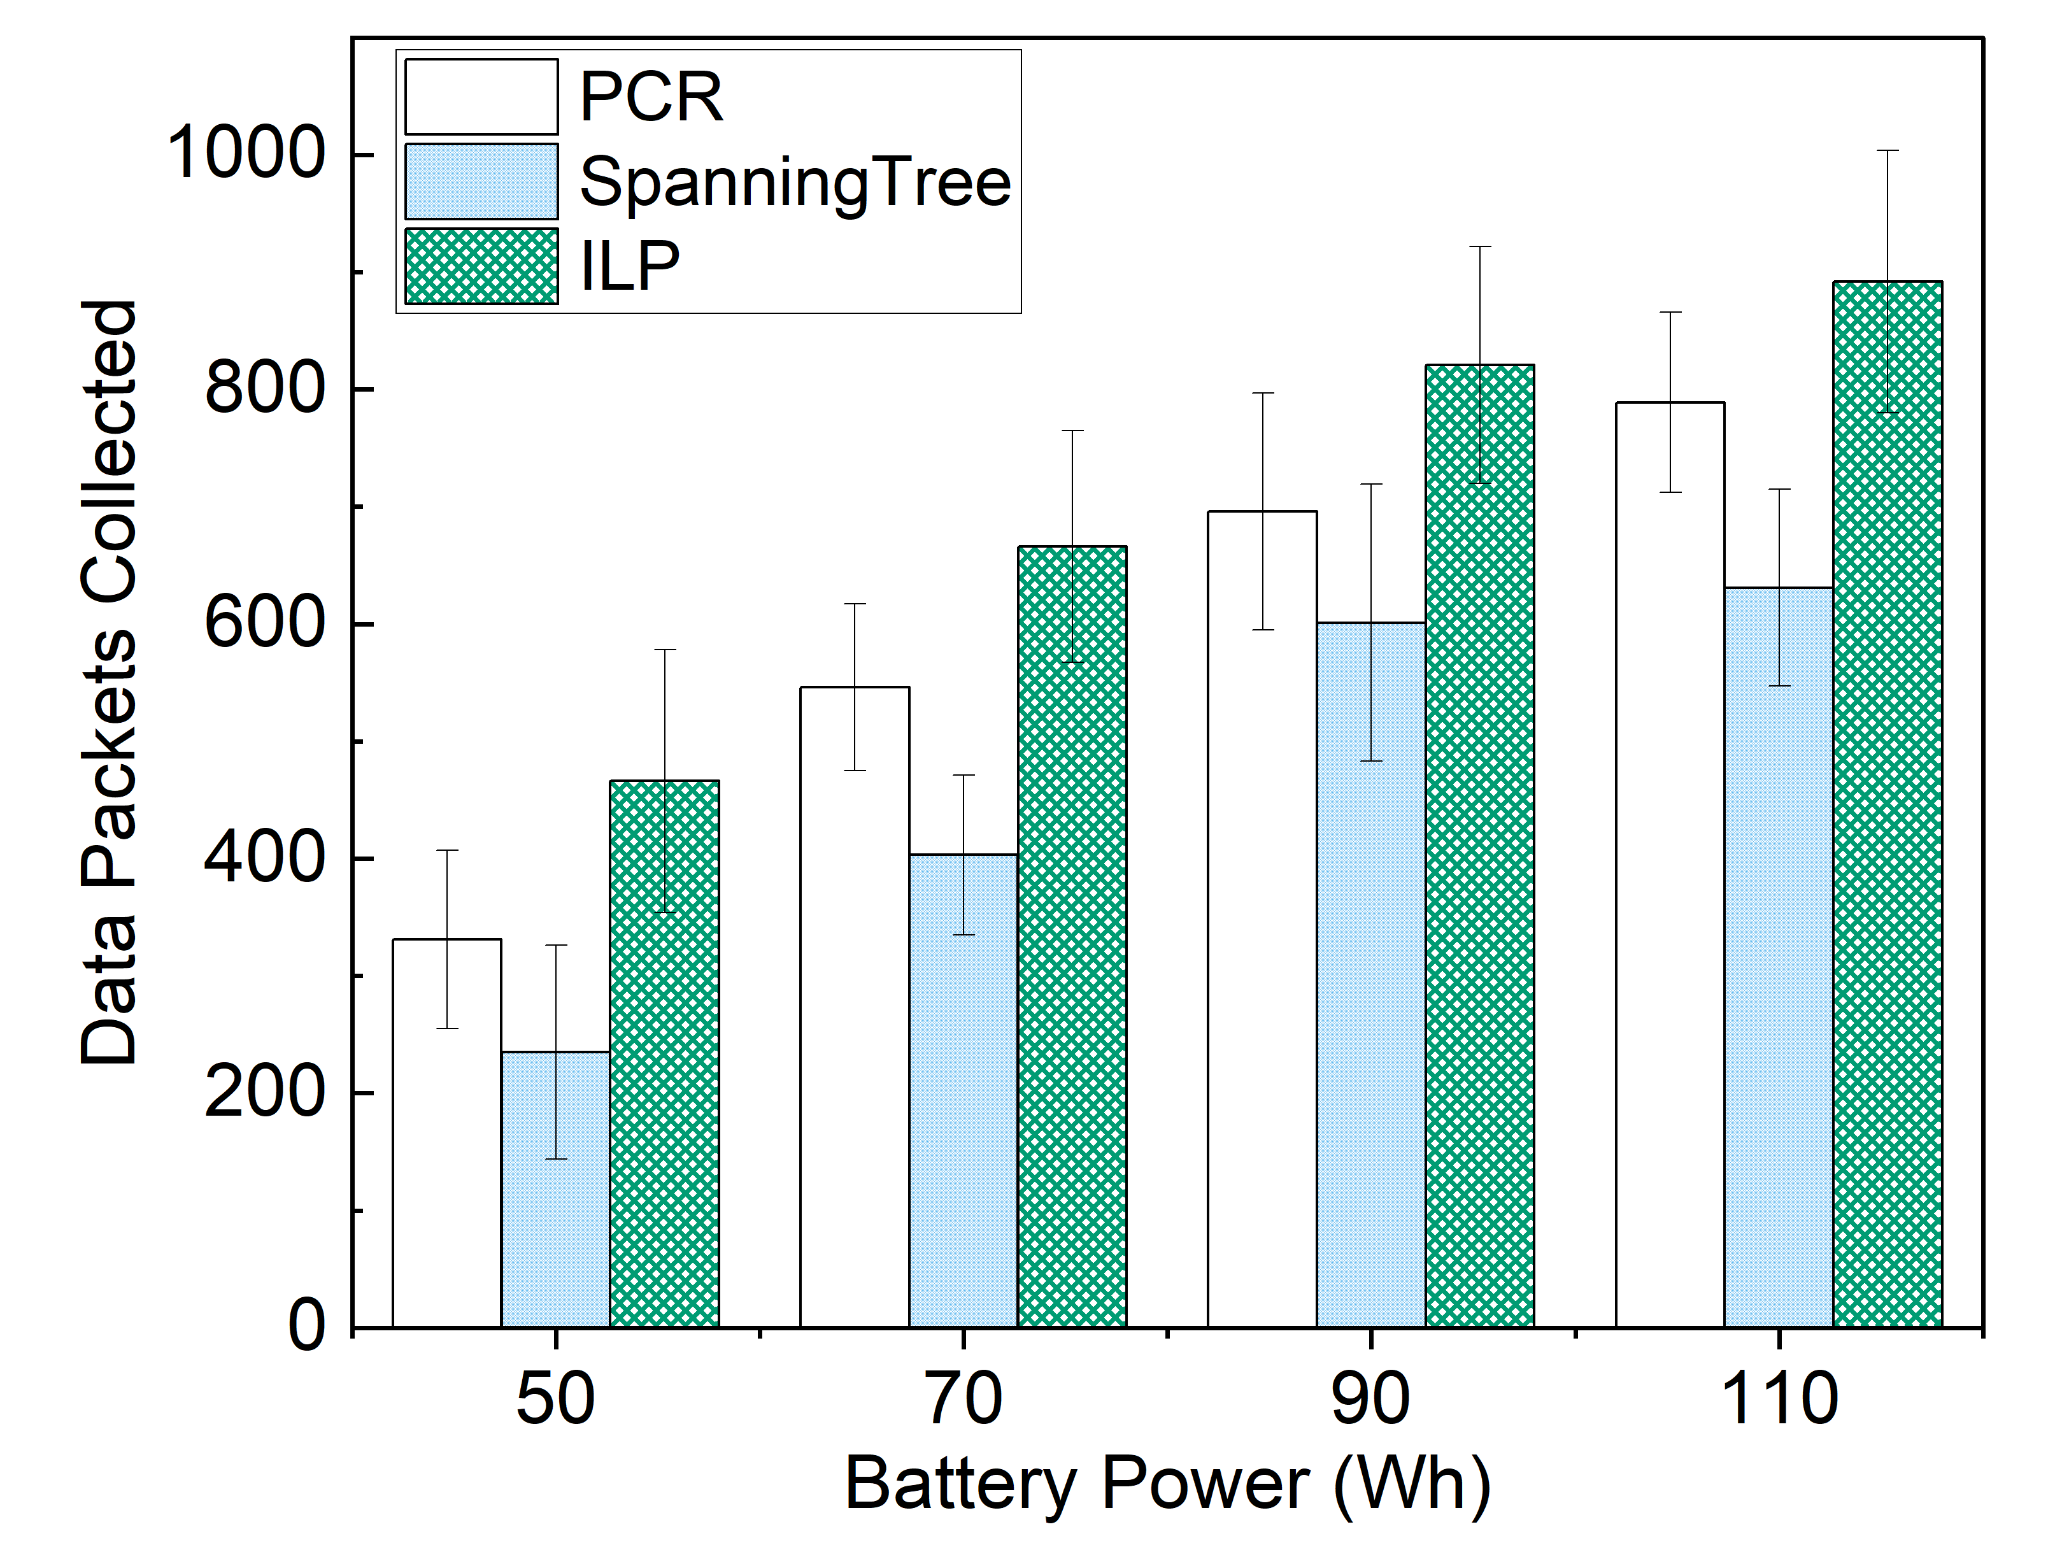 PCR
SpanningTree
ILP
1000
800
600
400
200
0
Data Packets Collected
50 70 90 110
Battery Power (Wh)